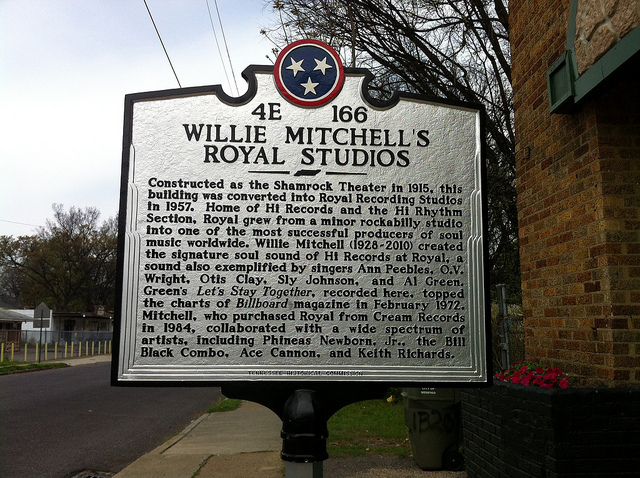 4E 166
WILLIE MITCHELL'S
ROYAL STUDIOS
Constructed as the Shamrock Theater in 1915, this
building was converted into Royal Recording Studios
in 1957. Home of Hi Records and the Hi Rhythm
Section, Royal grew from a minor rockabilly studio
into one of the most successful producers of soul
music worldwide. Willie Mitchell (1928-2010) created
the signature soul sound of Hi Records at Royal, a
sound also exemplified by singers Ann Peebles, O.V.
Wright, Otis Clay, Sly Johnson, and Al Green.
Green's Let's Stay Together, recorded here, topped
the charts of Billboard magazine in February 1972.
Mitchell, who purchased Royal from Cream Records
in 1984, collaborated with a wide spectrum of
artists, including Phineas Newborn, Jr., the Bill
Black Combo, Ace Cannon, and Keith Richards.
TENNESSEE HISTORICAL COMMISSION